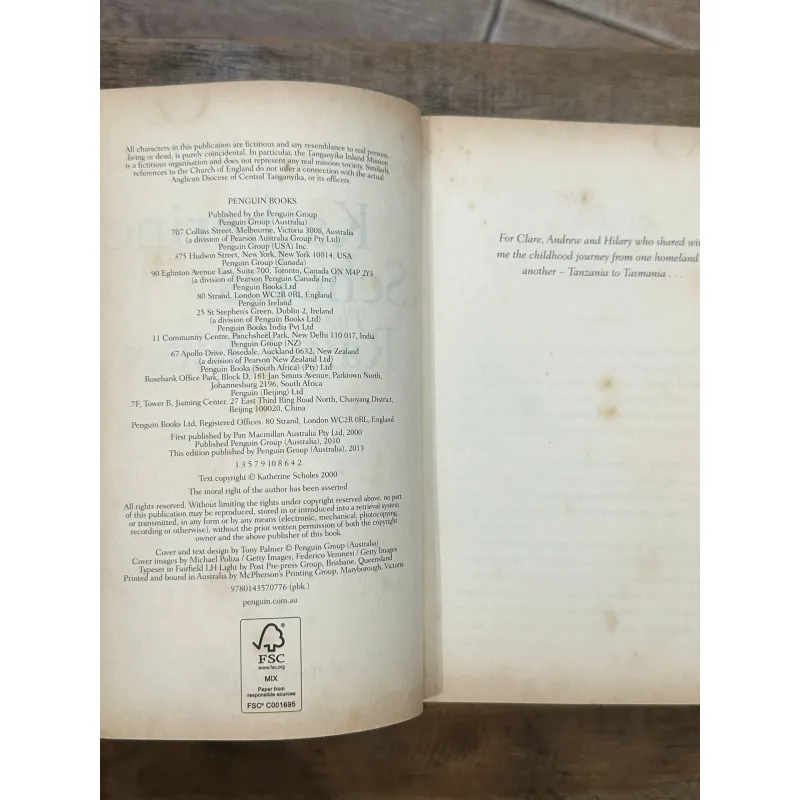 All characters in this publication are fictitious and any resemblance to real persons,
living or dead, is purely coincidental. In particular, the Tanganyika Inland Mission
is a fictitious organisation and does not represent any real mission society. Similarly,
references to the Church of England do not infer a connection with the actual
Anglican Diocese of Central Tanganyika, or its officers.
PENGUIN BOOKS
Published by the Penguin Group
Penguin Group (Australia)
707 Collins Street, Melbourne, Victoria 3008, Australia
(a division of Pearson Australia Group Pty Ltd)
Penguin Group (USA) Inc.
375 Hudson Street, New York, New York 10014, USA
Penguin Group (Canada)
90 Eglinton Avenue East, Suite 700, Toronto, Canada ON M4P 2Y3
(a division of Pearson Penguin Canada Inc.)
Penguin Books Ltd
80 Strand, London WC2R 0RL England
Penguin Ireland
25 St Stephen's Green, Dublin 2, Ireland
(a division of Penguin Books Ltd)
Penguin Books India Pvt Ltd
11 Community Centre, Panchsheel Park, New Delhi 110 017, India
Penguin Group (NZ)
67 Apollo Drive, Rosedale, Auckland 0632, New Zealand
(a division of Pearson New Zealand Ltd)
Penguin Books (South Africa) (Pty) Ltd
Rosebank Office Park, Block D, 181 Jan Smuts Avenue, Parktown North,
Johannesburg 2196, South Africa
Penguin (Beijing) Ltd
7F, Tower B, Jiaming Center, 27 East Third Ring Road North, Chaoyang District,
Beijing 100020, China
Penguin Books Ltd, Registered Offices: 80 Strand, London WC2R 0RL, England
First published by Pan Macmillan Australia Pty Ltd, 2000
Published Penguin Group (Australia), 2010
This edition published by Penguin Group (Australia), 2013
1 3 5 7 9 10 8 6 4 2
Text copyright © Katherine Scholes 2000
The moral right of the author has been asserted
All rights reserved. Without limiting the rights under copyright reserved above, no part
of this publication may be reproduced, stored in or introduced into a retrieval system,
or transmitted, in any form or by any means (electronic, mechanical, photocopying,
recording or otherwise), without the prior written permission of both the copyright
owner and the above publisher of this book.
Cover and text design by Tony Palmer © Penguin Group (Australia)
Cover images by Michael Poliza / Getty Images; Federico Veronesi / Getty Images
Typeset in Fairfield LH Light by Post Pre-press Group, Brisbane, Queensland
Printed and bound in Australia by McPherson's Printing Group, Maryborough, Victoria
9780143570776 (pbk.)
penguin.com.au
FSC
www.fsc.org
MIX
Paper from
responsible sources
FSC® C001695
For Clare, Andrew and Hilary who shared wi
me the childhood journey from one homeland
another – Tanzania to Tasmania . . .